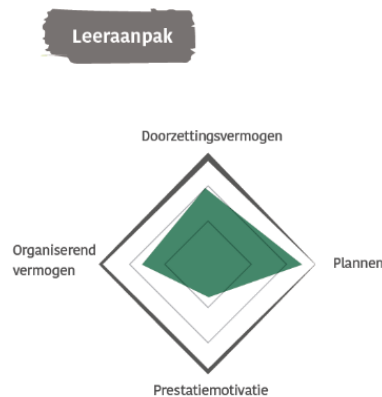 Leeraanpak
Doorzettingsvermogen
Organiserend
vermogen
Plannen
Prestatiemotivatie